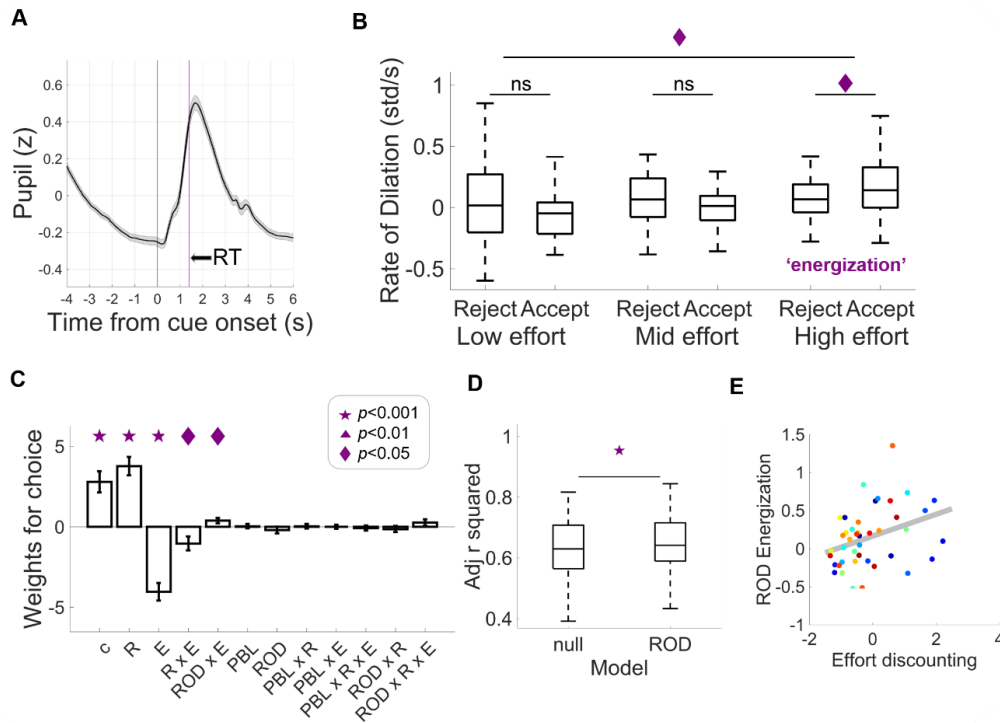 A
0.6
0.4
0.2
0
-0.2
-0.4
Pupil (z)
RT
-4 -3 -2 -1 0 1 2 3 4 5 6
Time from cue onset (s)
B
Rate of Dilation (std/s)
1
0.5
0
-0.5
ns
ns
'energization'
Reject Accept Reject Accept Reject Accept
Low effort Mid effort High effort
C
p<0.001
p<0.01
p<0.05
Weights for choice
5
0
-5
c
R
E
R x E
ROD x E
PBL
ROD
PBL x R
PBL x E
PBL x R x E
ROD x R
ROD x R x E
D
Adj r squared
1
0.8
0.6
0.4
null ROD
Model
E
ROD Energization
1.5
1
0.5
0
-0.5
-1
-2 0 2 4
Effort discounting